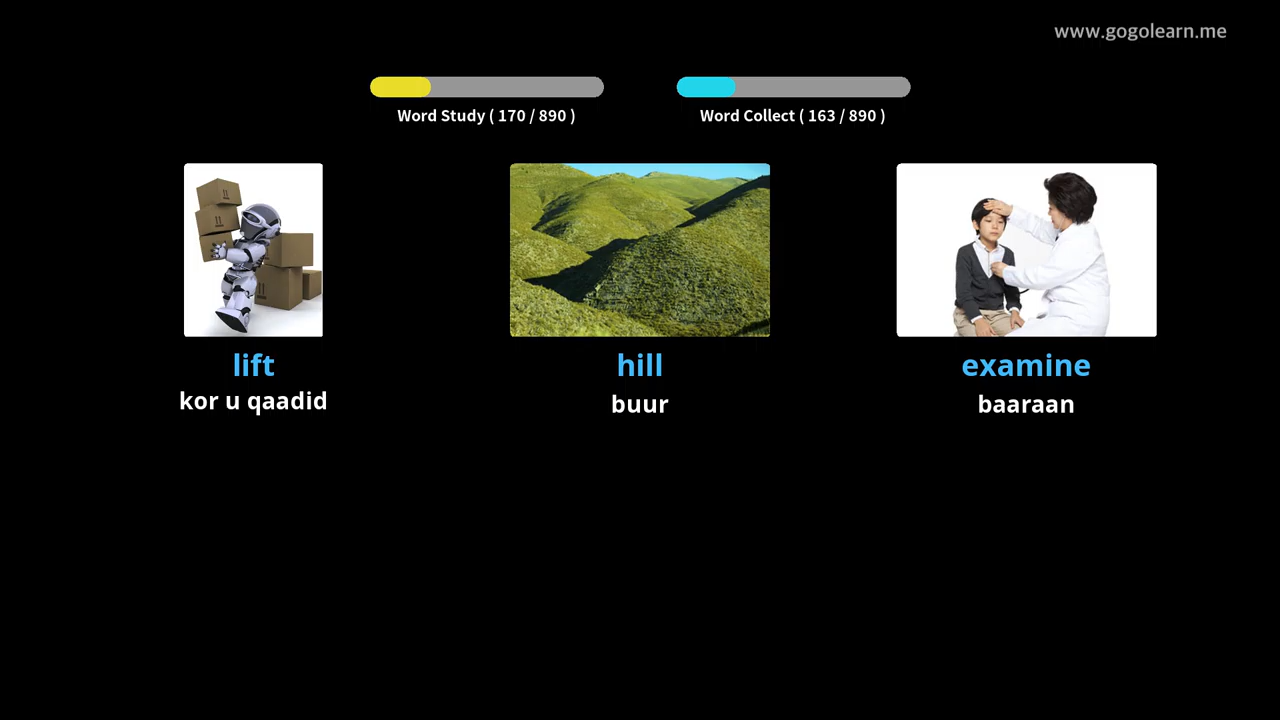 www.gogolearn.me
Word Study ( 170 / 890 )
Word Collect ( 163 / 890 )
lift
kor u qaadid
hill
buur
examine
baaraan